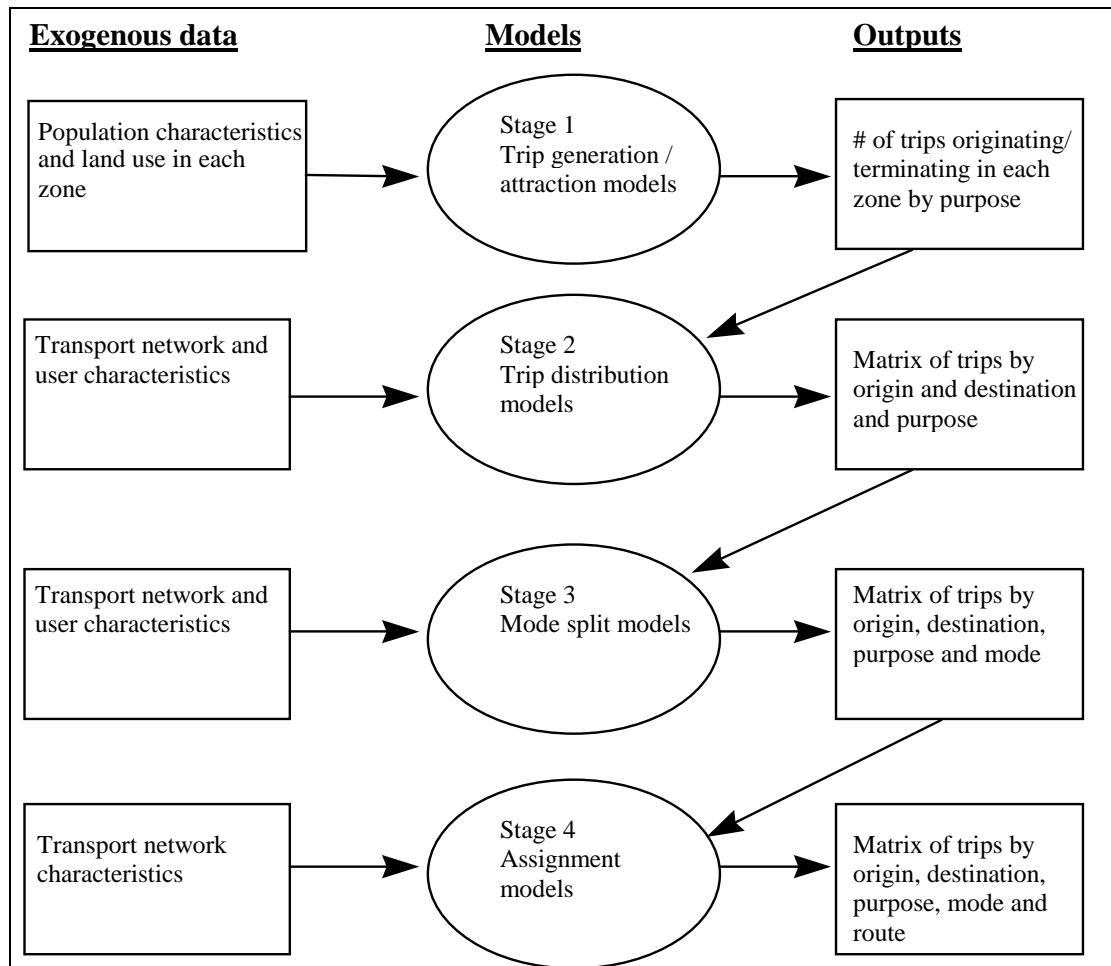 Exogenous data
Models
Outputs
Population characteristics
and land use in each
zone
Stage 1
Trip generation /
attraction models
# of trips originating/
terminating in each
zone by purpose
Transport network and
user characteristics
Stage 2
Trip distribution
models
Matrix of trips by
origin and destination
and purpose
Transport network and
user characteristics
Stage 3
Mode split models
Matrix of trips by
origin, destination,
purpose and mode
Transport network
characteristics
Stage 4
Assignment
models
Matrix of trips by
origin, destination,
purpose, mode and
route